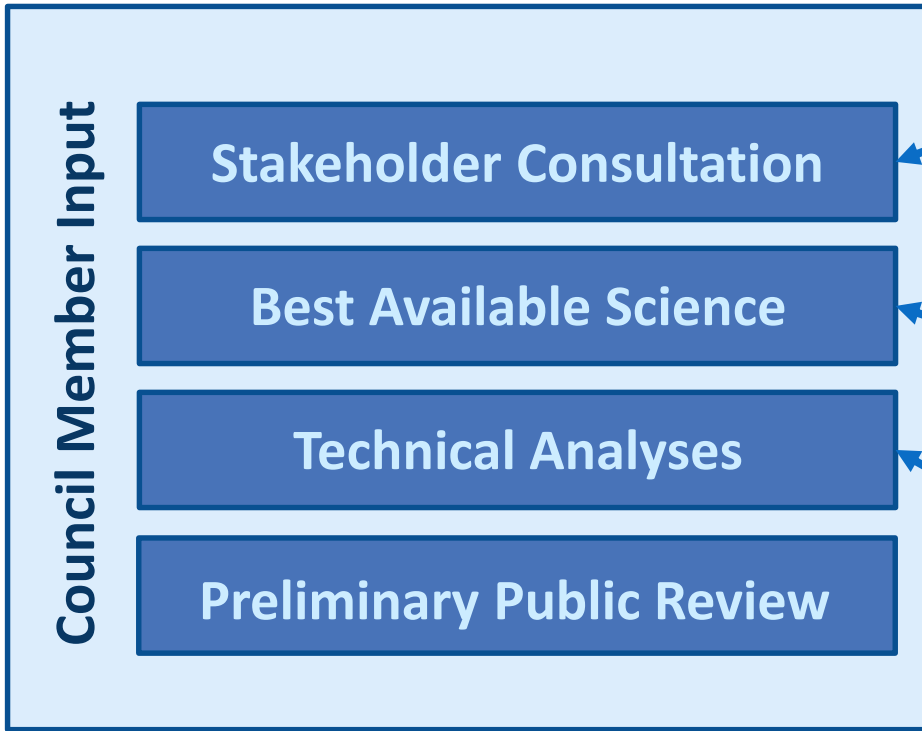 Council Member Input
Stakeholder Consultation
Best Available Science
Technical Analyses
Preliminary Public Review